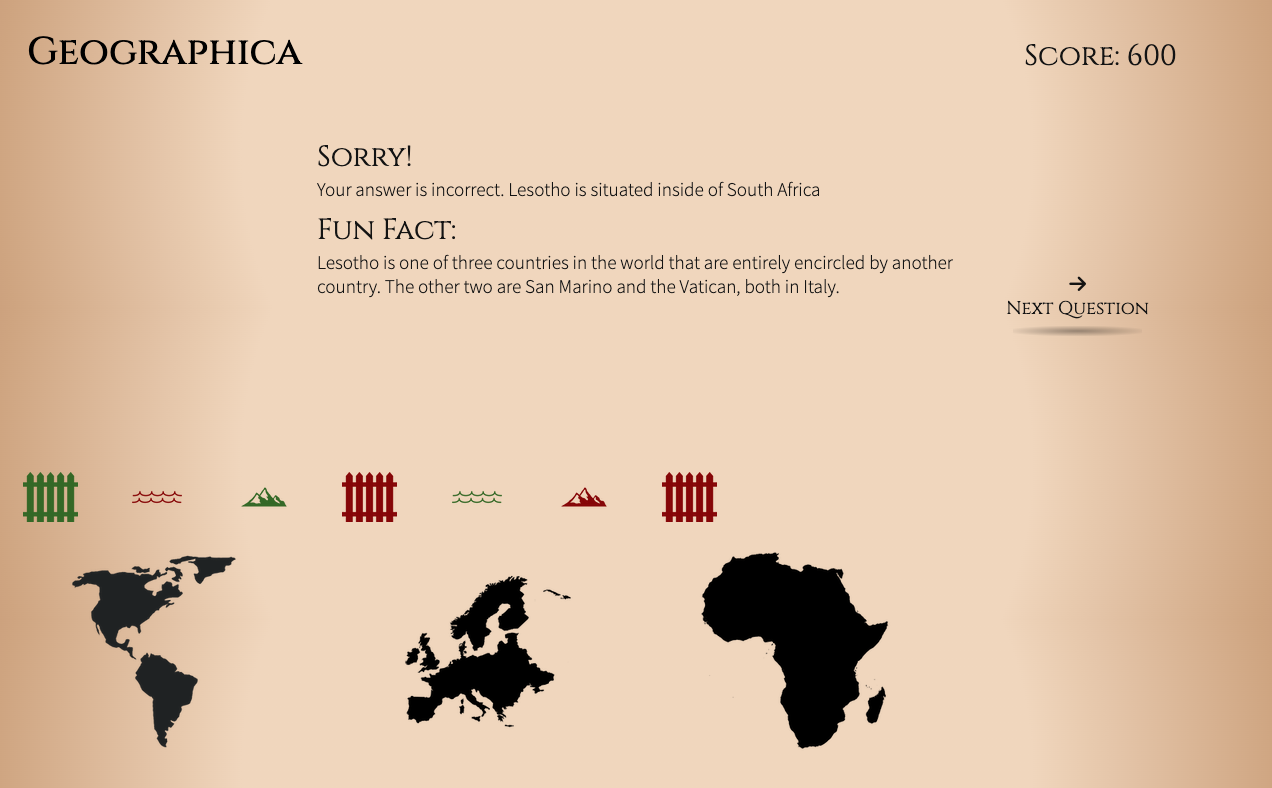 Geographica
Score: 600
Sorry!
Your answer is incorrect. Lesotho is situated inside of South Africa
Fun Fact:
Lesotho is one of three countries in the world that are entirely encircled by another
country. The other two are San Marino and the Vatican, both in Italy.
Next Question